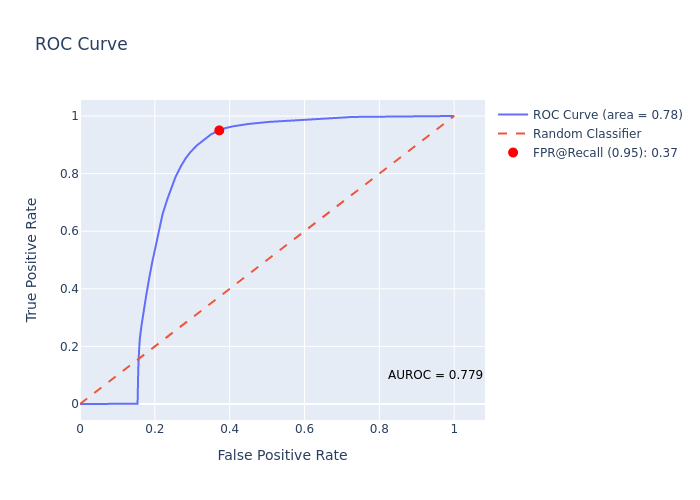 ROC Curve
ROC Curve (area = 0.78)
Random Classifier
FPR@Recall (0.95): 0.37
1
0.8
0.6
0.4
0.2
0
True Positive Rate
AUROC = 0.779
0
0.2
0.4
0.6
0.8
1
False Positive Rate